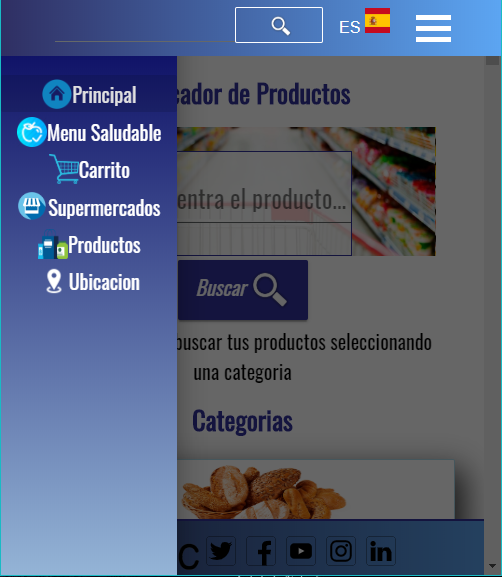 ES
Principal
cador de Productos
Menu Saludable
Carrito
entra el producto...
Supermercados
Productos
Ubicacion
Buscar
buscar tus productos seleccionando
una categoria
Categorias
C